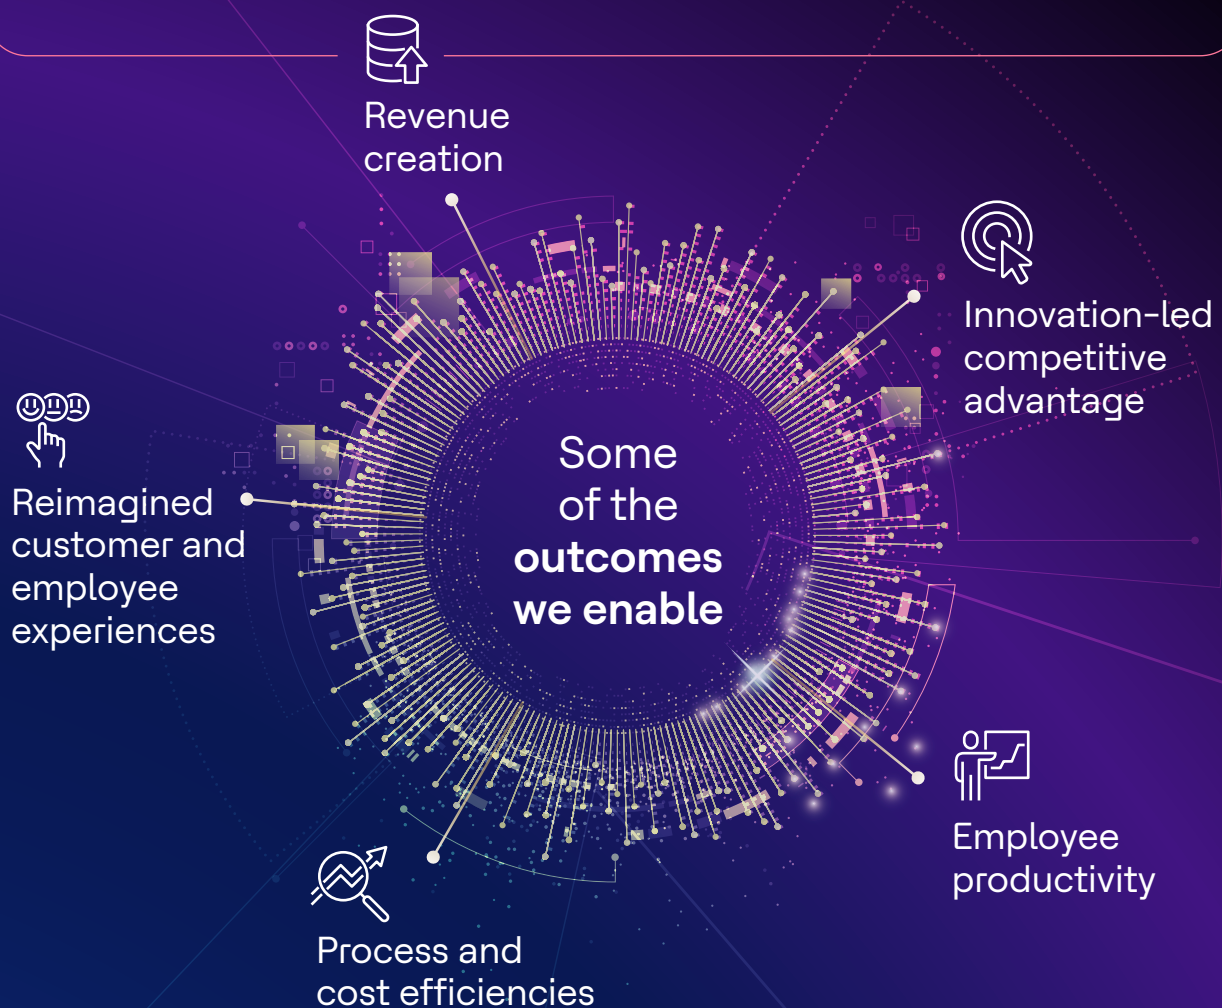 Revenue
creation
Innovation-led
competitive
advantage
Some
of the
outcomes
we enable
Reimagined
customer and
employee
experiences
Employee
productivity
Process and
cost efficiencies